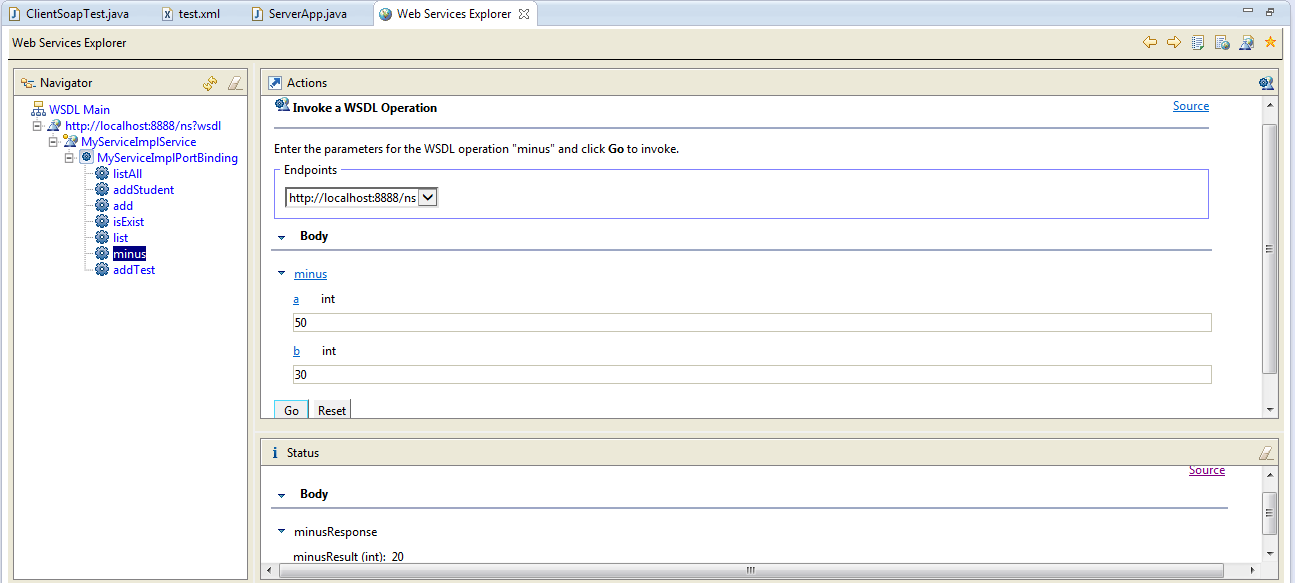 ClientSoapTest.java test.xml ServerApp.java Web Services Explorer
Web Services Explorer
Navigator
WSDL Main
http://localhost:8888/ns?wsdl
MyServiceImplService
MyServiceImplPortBinding
listAll
addStudent
add
isExist
list
minus
addTest
Actions
Invoke a WSDL Operation
Source
Enter the parameters for the WSDL operation "minus" and click Go to invoke.
Endpoints
http://localhost:8888/ns
Body
minus
a int
50
b int
30
Go Reset
Status
Source
Body
minusResponse
minusResult (int): 20